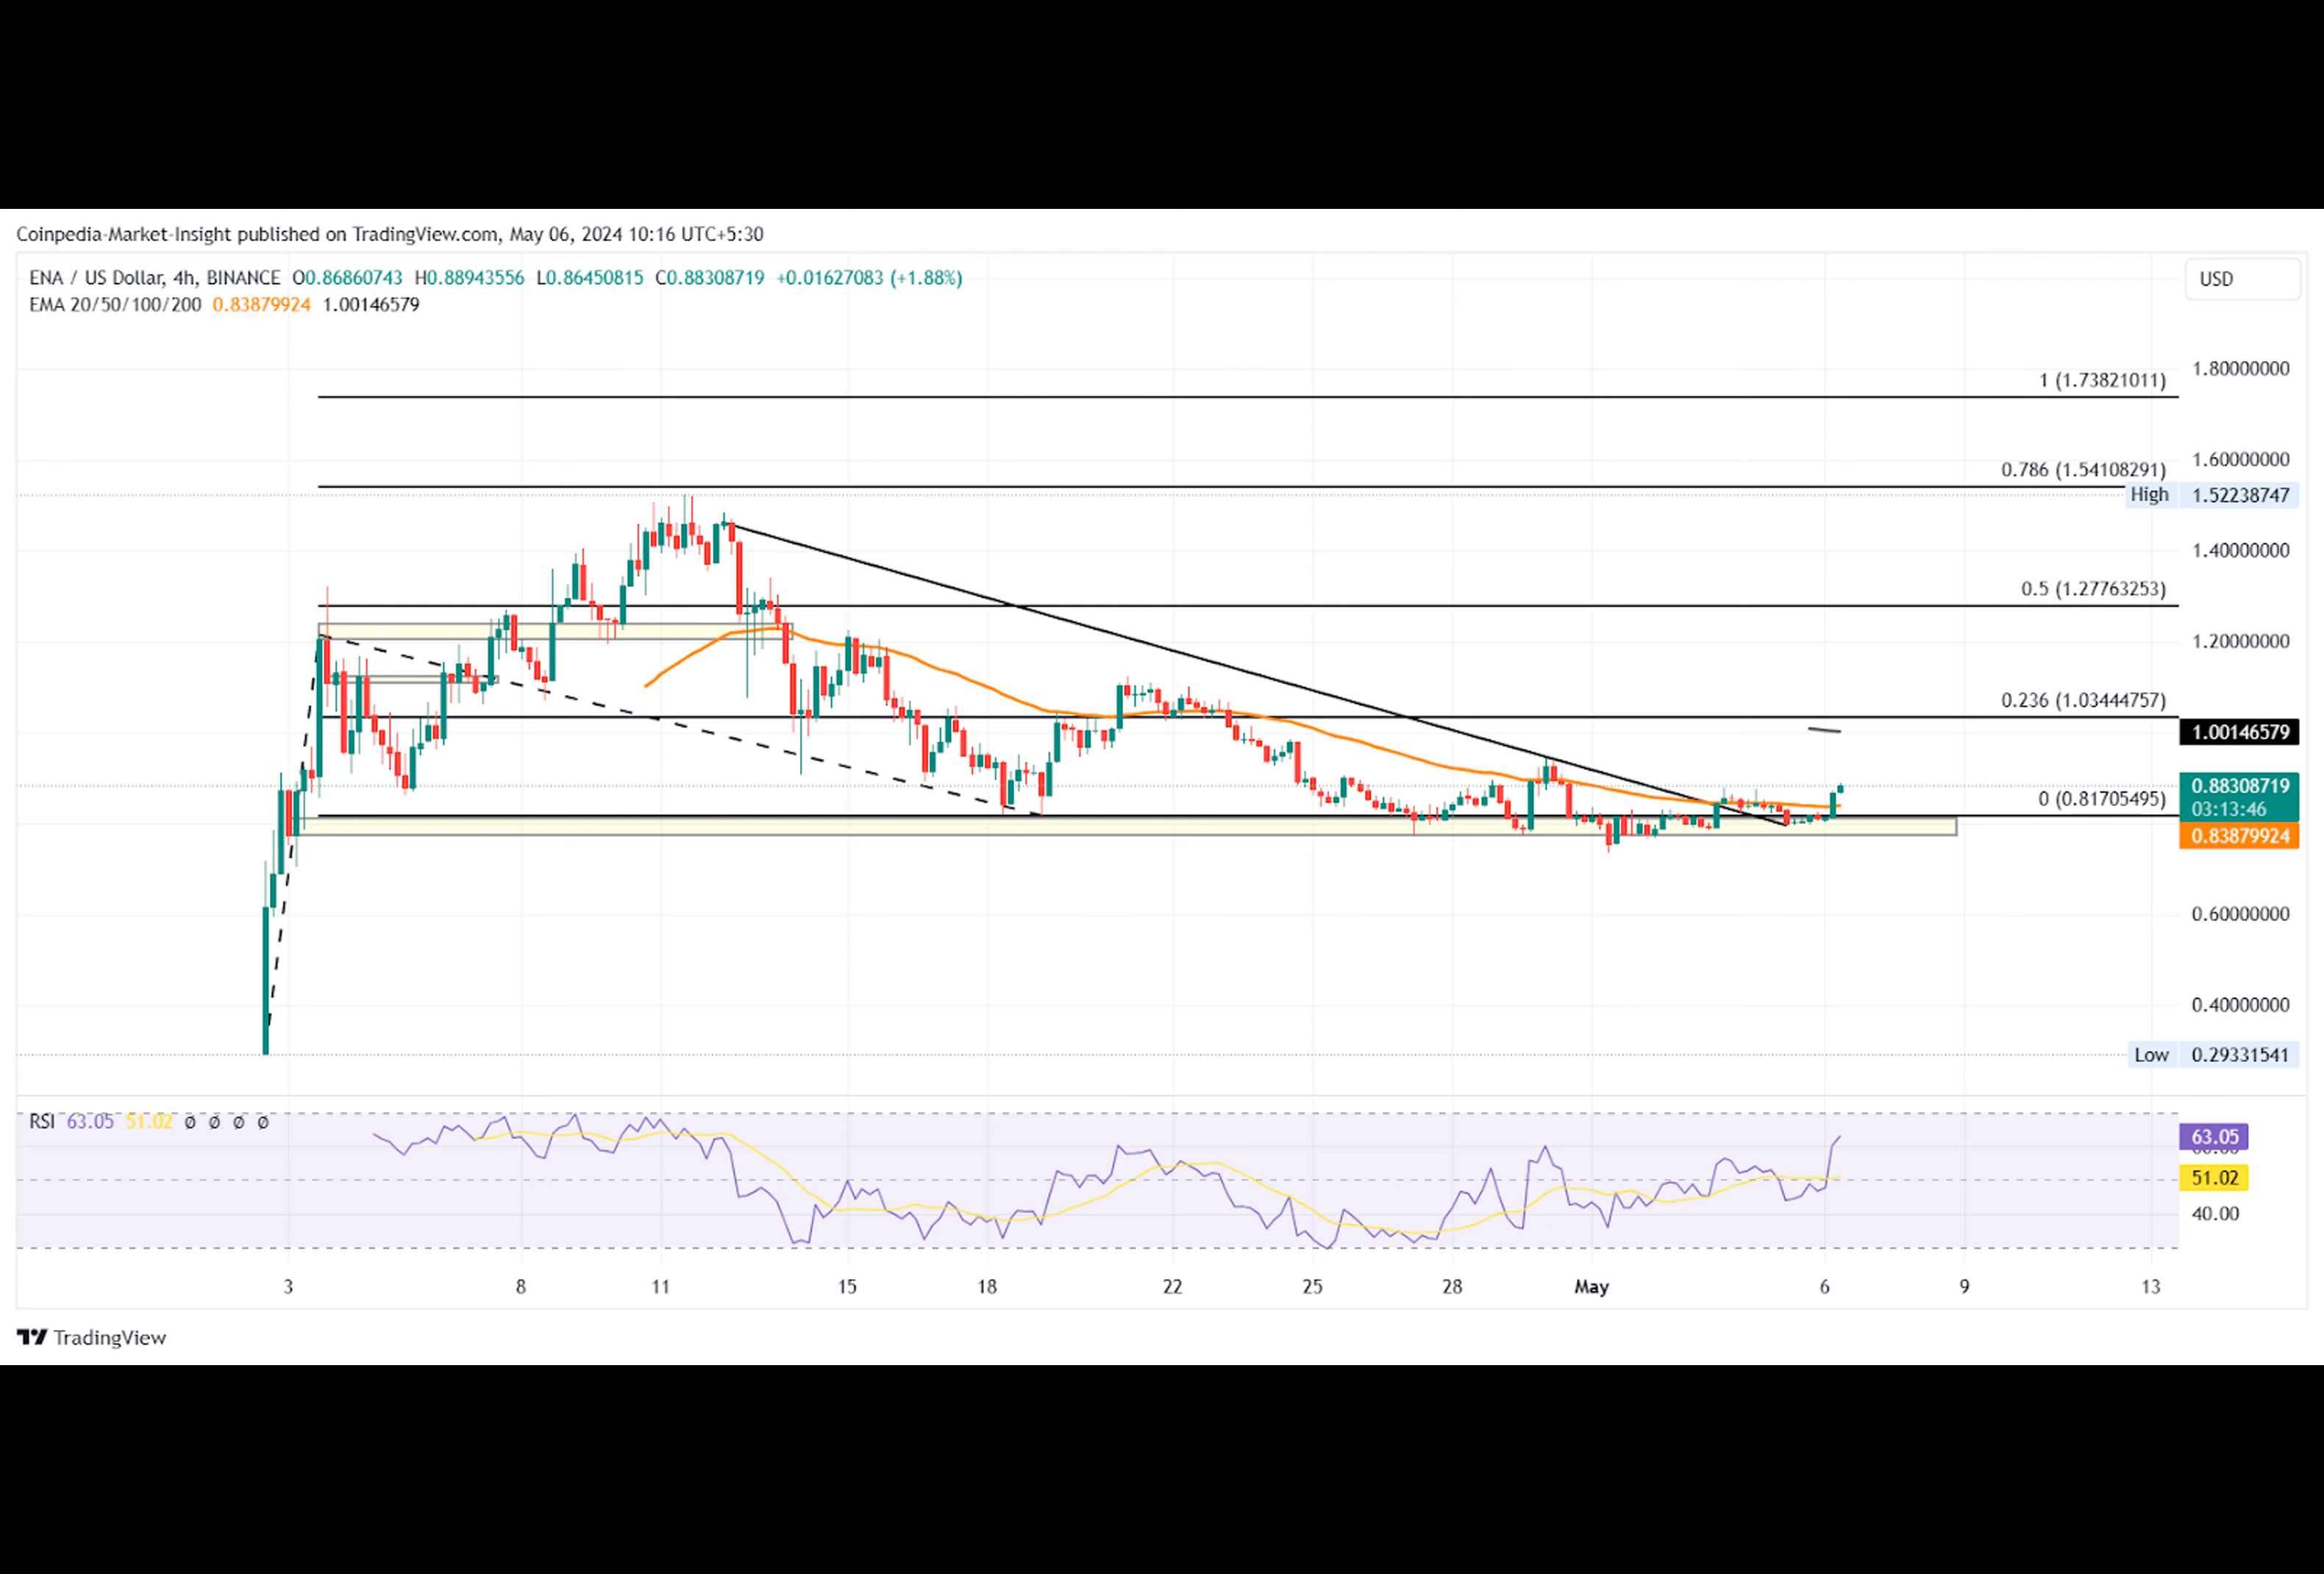 Coinpedia-Market-Insight published on TradingView.com, May 06, 2024 10:16 UTC+5:30
ENA / US Dollar, 4h, BINANCE O0.86860743 H0.88943556 L0.86450815 C0.88308719 +0.01627083 (+1.88%)
USD
EMA 20/50/100/200 0.83879924 1.00146579
1.80000000
1 (1.73821011)
1.60000000
0.786 (1.54108291)
High 1.52238747
1.40000000
0.5 (1.27763253)
1.20000000
0.236 (1.03444757)
1.00146579
0.88308719
0 (0.81705495)
03:13:46
0.83879924
0.60000000
0.40000000
Low 0.29331541
RSI 63.05 51.02 Ø Ø Ø Ø
63.05
51.02
40.00
3 8 11 15 18 22 25 28 May 6 9 13
TradingView